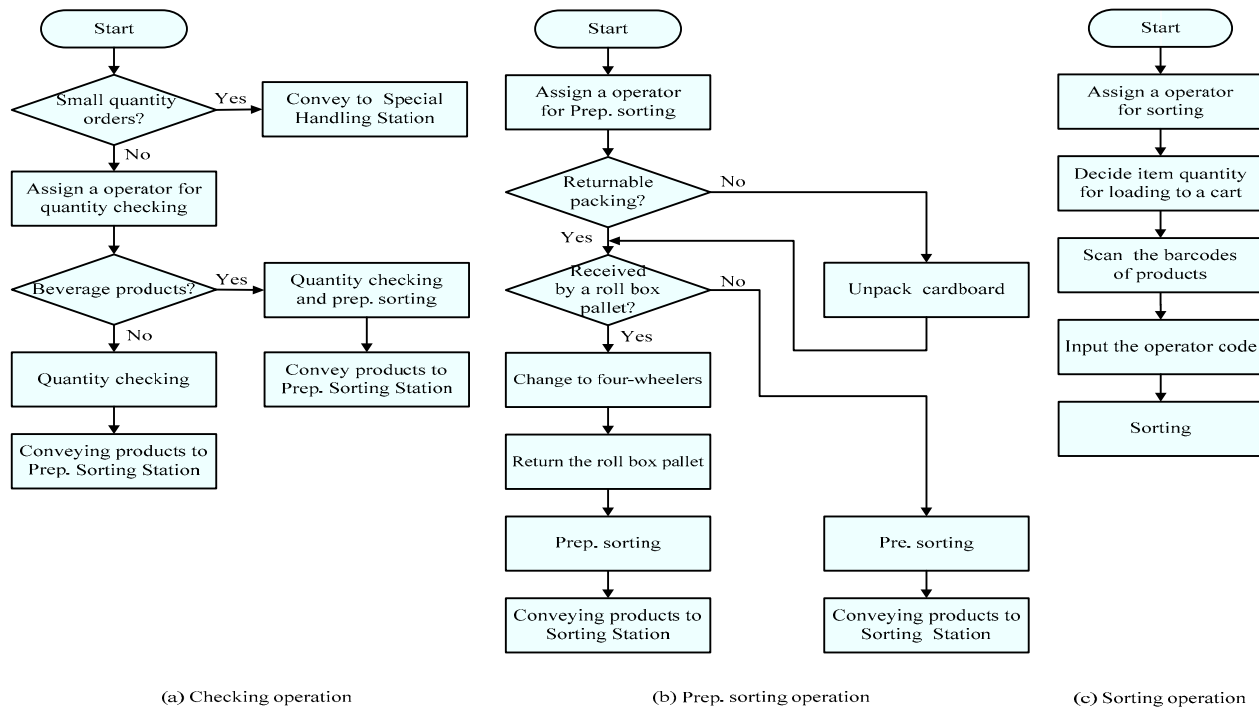 Start
Small quantity
orders?
Yes
Convey to Special
Handling Station
No
Assign a operator for
quantity checking
Beverage products?
Yes
Quantity checking
and prep. sorting
Convey products to
Prep. Sorting Station
No
Quantity checking
Conveying products to
Prep. Sorting Station
(a) Checking operation
Start
Assign a operator
for Prep. sorting
Returnable
packing?
No
Yes
Unpack cardboard
Received
by a roll box
pallet?
No
Yes
Change to four-wheelers
Return the roll box pallet
Prep. sorting
Conveying products to
Sorting Station
Pre. sorting
Conveying products to
Sorting Station
(b) Prep. sorting operation
Start
Assign a operator
for sorting
Decide item quantity
for loading to a cart
Scan the barcodes
of products
Input the operator code
Sorting
(c) Sorting operation